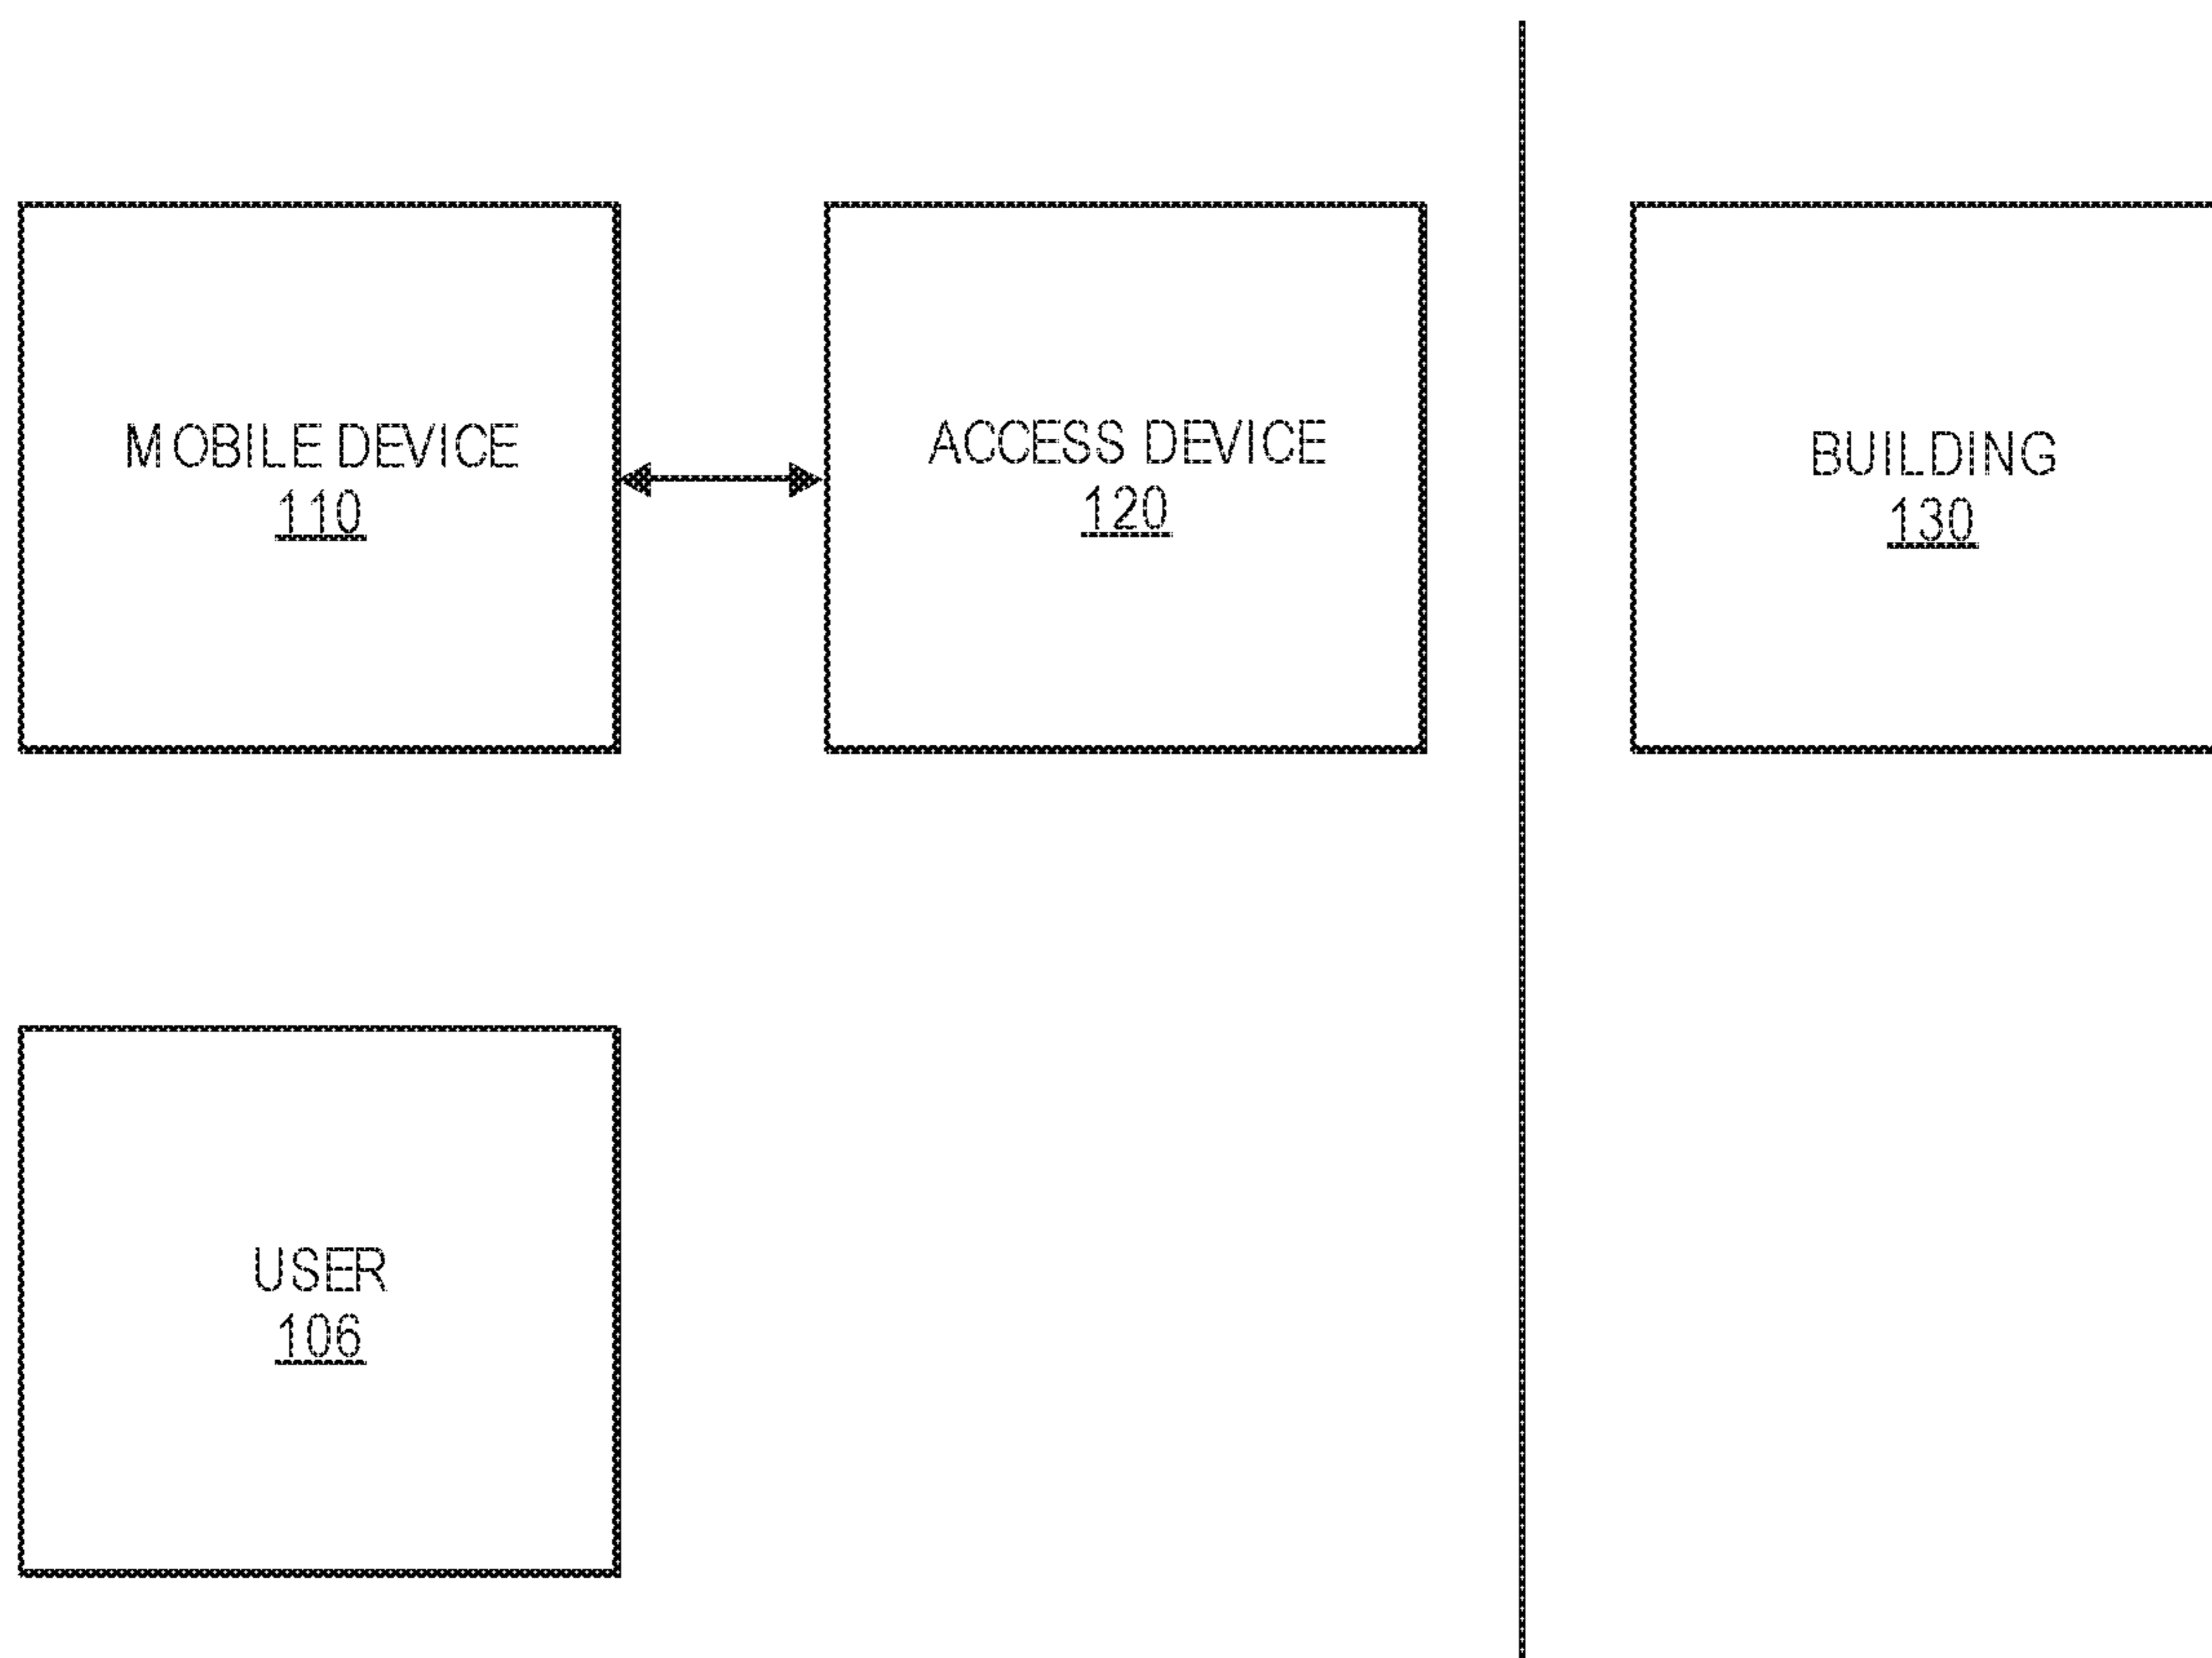 MOBILE DEVICE
110
ACCESS DEVICE
120
BUILDING
130
USER
106